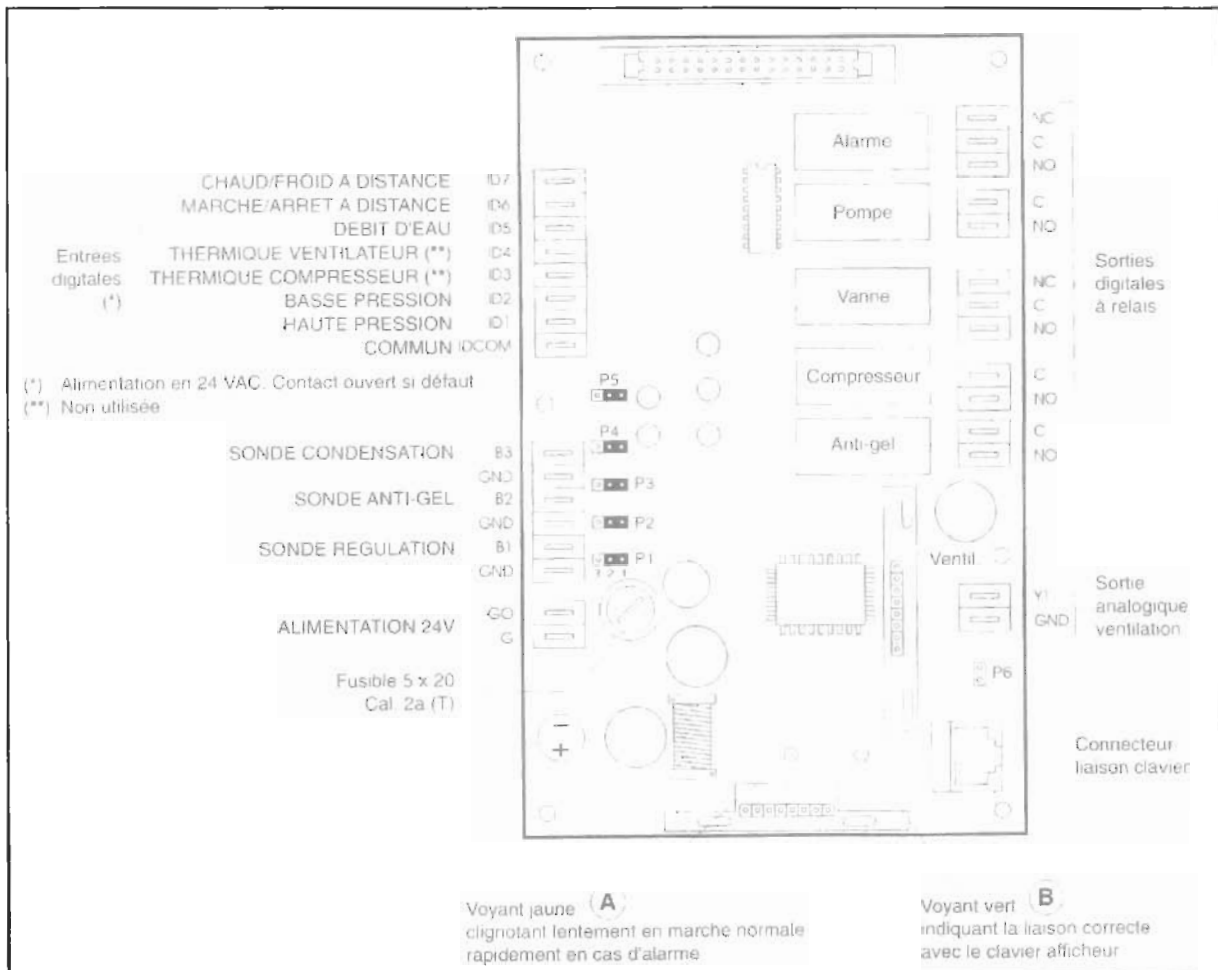 Alarme
NC
C
NO
CHAUD/FROID A DISTANCE ID7
MARCHE/ARRET A DISTANCE ID6
DEBIT D'EAU ID5
THERMIQUE VENTILATEUR (**) ID4
THERMIQUE COMPRESSEUR (**) ID3
BASSE PRESSION ID2
HAUTE PRESSION ID1
COMMUN IDCOM
Entrées
digitales
(*)
Pompe
C
NO
Vanne
NC
C
NO
Sorties
digitales
à relais
(*) Alimentation en 24 VAC. Contact ouvert si défaut
(**) Non utilisée
P5
Compresseur
C
NO
P4
Anti-gel
C
NO
SONDE CONDENSATION B3
GND
P3
SONDE ANTI-GEL B2
GND
P2
SONDE REGULATION B1
GND
P1
3 2 1
Ventil.
Y1
GND
Sortie
analogique
ventilation
ALIMENTATION 24V
GO
G
P6
Fusible 5 x 20
Cal. 2a (T)
−
+
Connecteur
liaison clavier
Voyant jaune A
clignotant lentement en marche normale
rapidement en cas d'alarme
Voyant vert B
indiquant la liaison correcte
avec le clavier afficheur